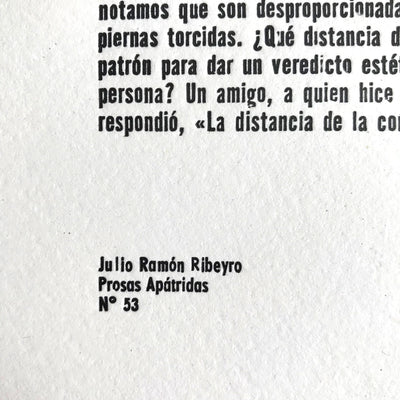 notamos que son desproporcionada
piernas torcidas. ¿Qué distancia d
patrón para dar un veredicto esté
persona? Un amigo, a quien hice
respondió, «La distancia de la co
Julio Ramón Ribeyro
Prosas Apátridas
Nº 53